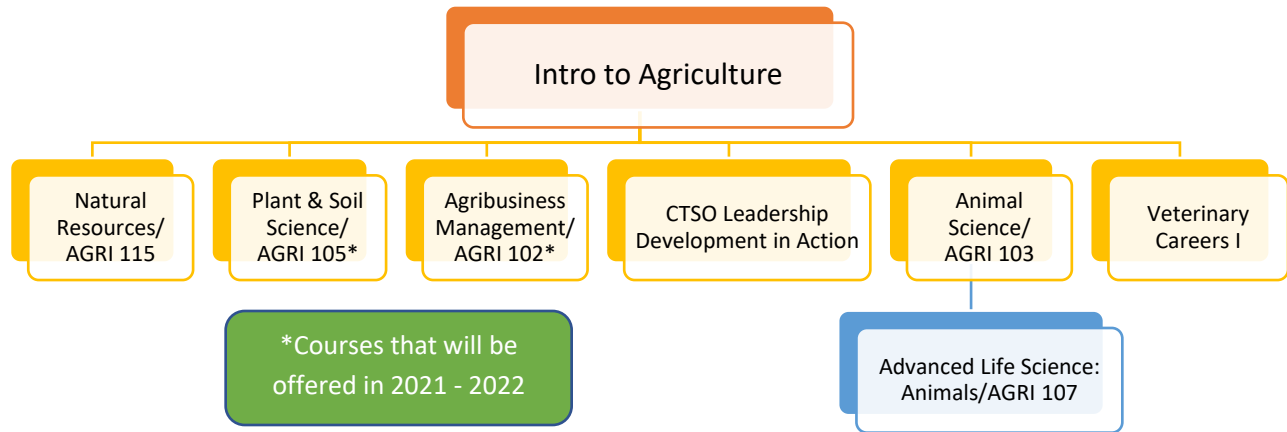 Intro to Agriculture
Natural
Resources/
AGRI 115
Plant & Soil
Science/
AGRI 105*
Agribusiness
Management/
AGRI 102*
CTSO Leadership
Development in Action
Animal
Science/
AGRI 103
Veterinary
Careers I
*Courses that will be
offered in 2021 - 2022
Advanced Life Science:
Animals/AGRI 107